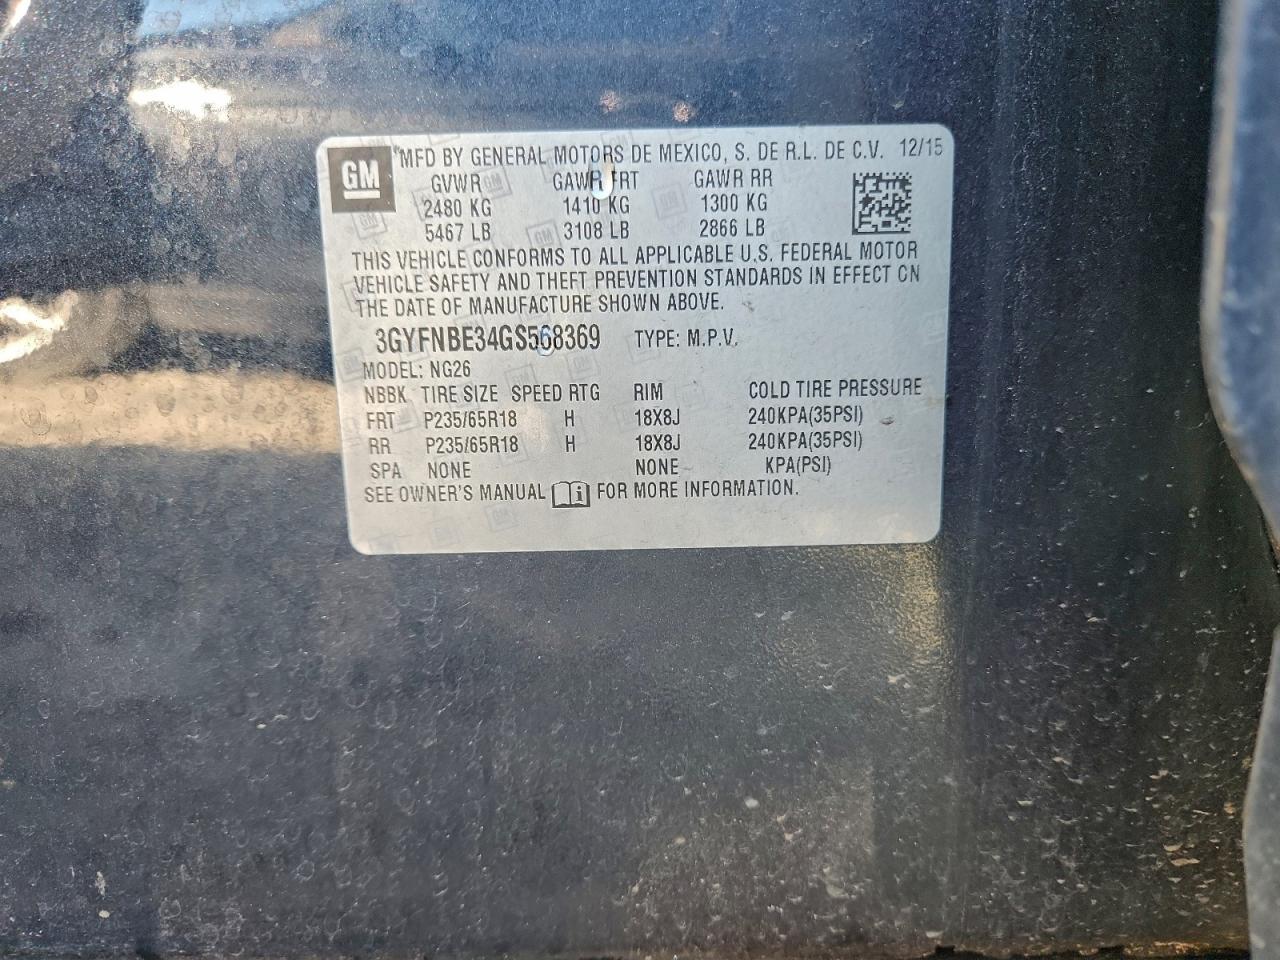 GM
MFD BY GENERAL MOTORS DE MEXICO, S. DE R.L. DE C.V. 12/15
GVWR GAWR FRT GAWR RR
2480 KG 1410 KG 1300 KG
5467 LB 3108 LB 2866 LB
THIS VEHICLE CONFORMS TO ALL APPLICABLE U.S. FEDERAL MOTOR
VEHICLE SAFETY AND THEFT PREVENTION STANDARDS IN EFFECT ON
THE DATE OF MANUFACTURE SHOWN ABOVE.
3GYFNBE34GS568369 TYPE: M.P.V.
MODEL: NG26
NBBK TIRE SIZE SPEED RTG RIM COLD TIRE PRESSURE
FRT P235/65R18 H 18X8J 240KPA(35PSI)
RR P235/65R18 H 18X8J 240KPA(35PSI)
SPA NONE NONE KPA(PSI)
SEE OWNER'S MANUAL FOR MORE INFORMATION.